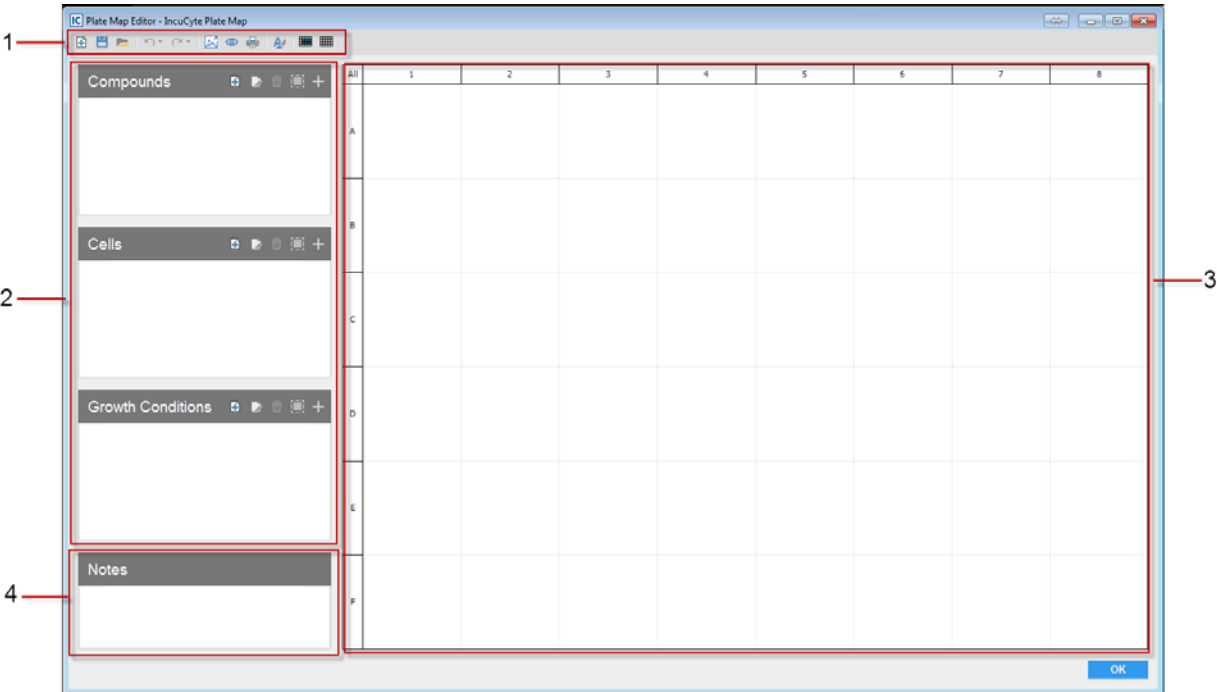 IC Plate Map Editor - IncuCyte Plate Map
1
Compounds
Cells
2
Growth Conditions
Notes
4
All 1 2 3 4 5 6 7 8
A
B
C
D
E
F
3
OK